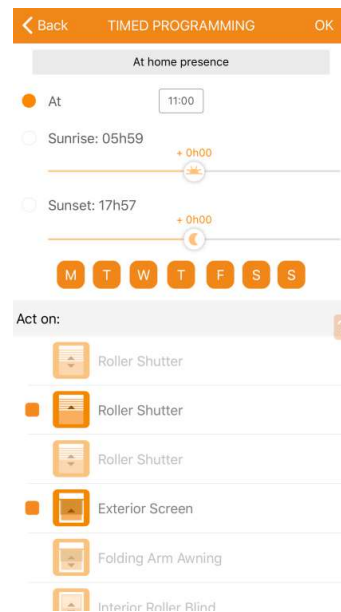 Back TIMED PROGRAMMING OK
At home presence
At 11:00
Sunrise: 05h59
+ 0h00
Sunset: 17h57
+ 0h00
M T W T F S S
Act on:
Roller Shutter
Roller Shutter
Roller Shutter
Exterior Screen
Folding Arm Awning
Interior Roller Blind